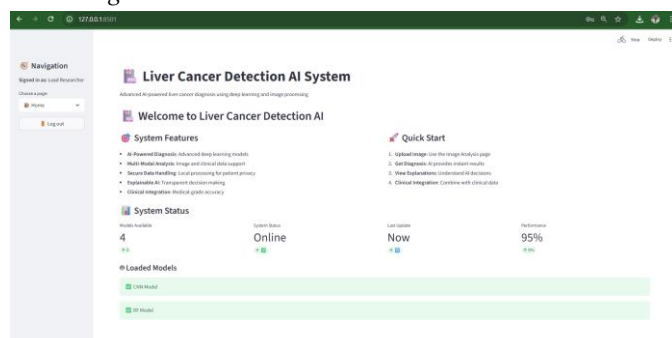 127.0.0.1:8501
Stop Deploy
Navigation
Signed in as: Lead Researcher
Choose a page:
Home
Log out
Liver Cancer Detection AI System
Advanced AI-powered liver cancer diagnosis using deep learning and image processing
Welcome to Liver Cancer Detection AI
System Features
AI-Powered Diagnosis: Advanced deep learning models
Multi-Modal Analysis: Image and clinical data support
Secure Data Handling: Local processing for patient privacy
Explainable AI: Transparent decision making
Clinical Integration: Medical-grade accuracy
Quick Start
1. Upload Image: Use the Image Analysis page
2. Get Diagnosis: AI provides instant results
3. View Explanations: Understand AI decisions
4. Clinical Integration: Combine with clinical data
System Status
Models Available
4
System Status
Online
Last Update
Now
Performance
95%
Loaded Models
CNN Model
RF Model